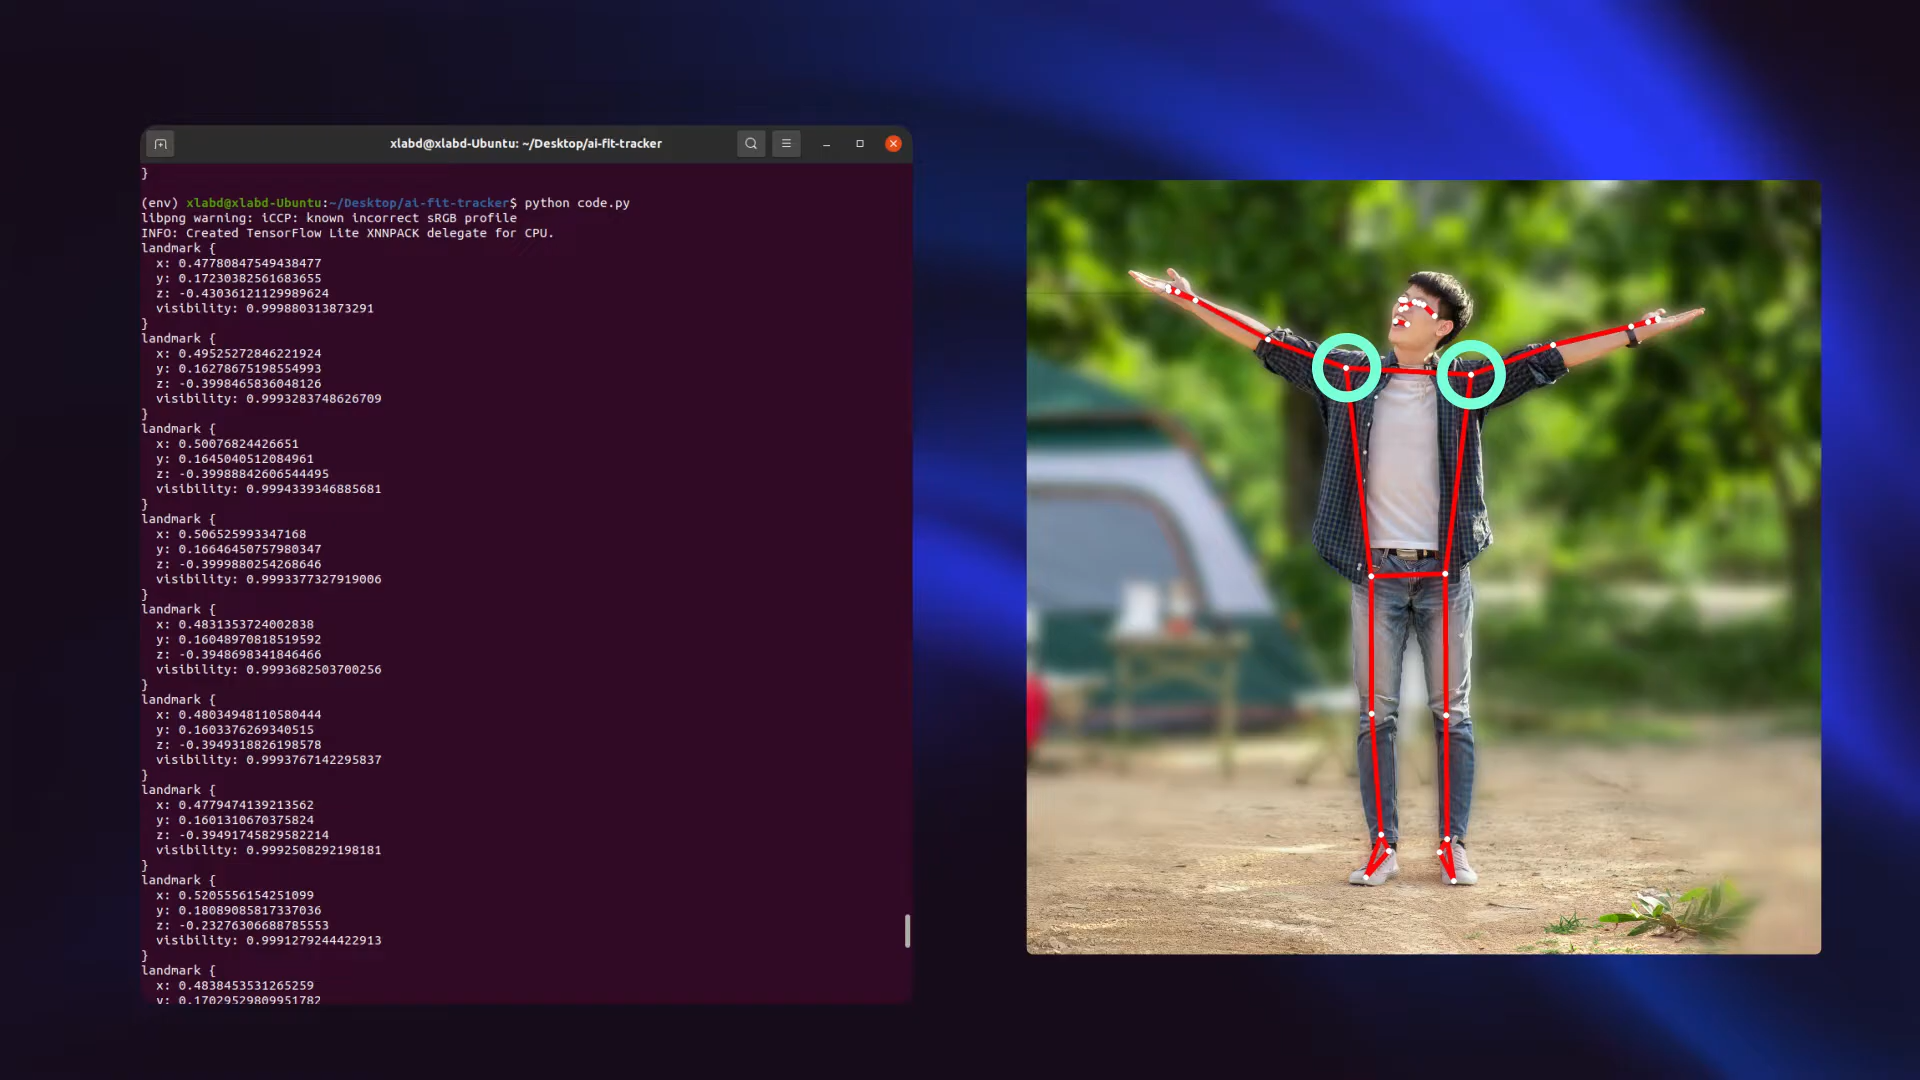 xlabd@xlabd-Ubuntu: ~/Desktop/ai-fit-tracker
}
(env) xlabd@xlabd-Ubuntu:~/Desktop/ai-fit-tracker$ python code.py
libpng warning: iCCP: known incorrect sRGB profile
INFO: Created TensorFlow Lite XNNPACK delegate for CPU.
landmark {
  x: 0.47780847549438477
  y: 0.17230382561683655
  z: -0.43036121129989624
  visibility: 0.999880313873291
}
landmark {
  x: 0.49525272846221924
  y: 0.16278675198554993
  z: -0.3998465836048126
  visibility: 0.9993283748626709
}
landmark {
  x: 0.50076824426651
  y: 0.1645040512084961
  z: -0.39988842606544495
  visibility: 0.9994339346885681
}
landmark {
  x: 0.506525993347168
  y: 0.16646450757980347
  z: -0.3999880254268646
  visibility: 0.9993377327919006
}
landmark {
  x: 0.4831353724002838
  y: 0.16048970818519592
  z: -0.3948698341846466
  visibility: 0.9993682503700256
}
landmark {
  x: 0.48034948110580444
  y: 0.1603376269340515
  z: -0.3949318826198578
  visibility: 0.9993767142295837
}
landmark {
  x: 0.4779474139213562
  y: 0.1601310670375824
  z: -0.39491745829582214
  visibility: 0.9992508292198181
}
landmark {
  x: 0.5205556154251099
  y: 0.18089085817337036
  z: -0.23276306688785553
  visibility: 0.9991279244422913
}
landmark {
  x: 0.4838453531265259
  y: 0.17029529809951782